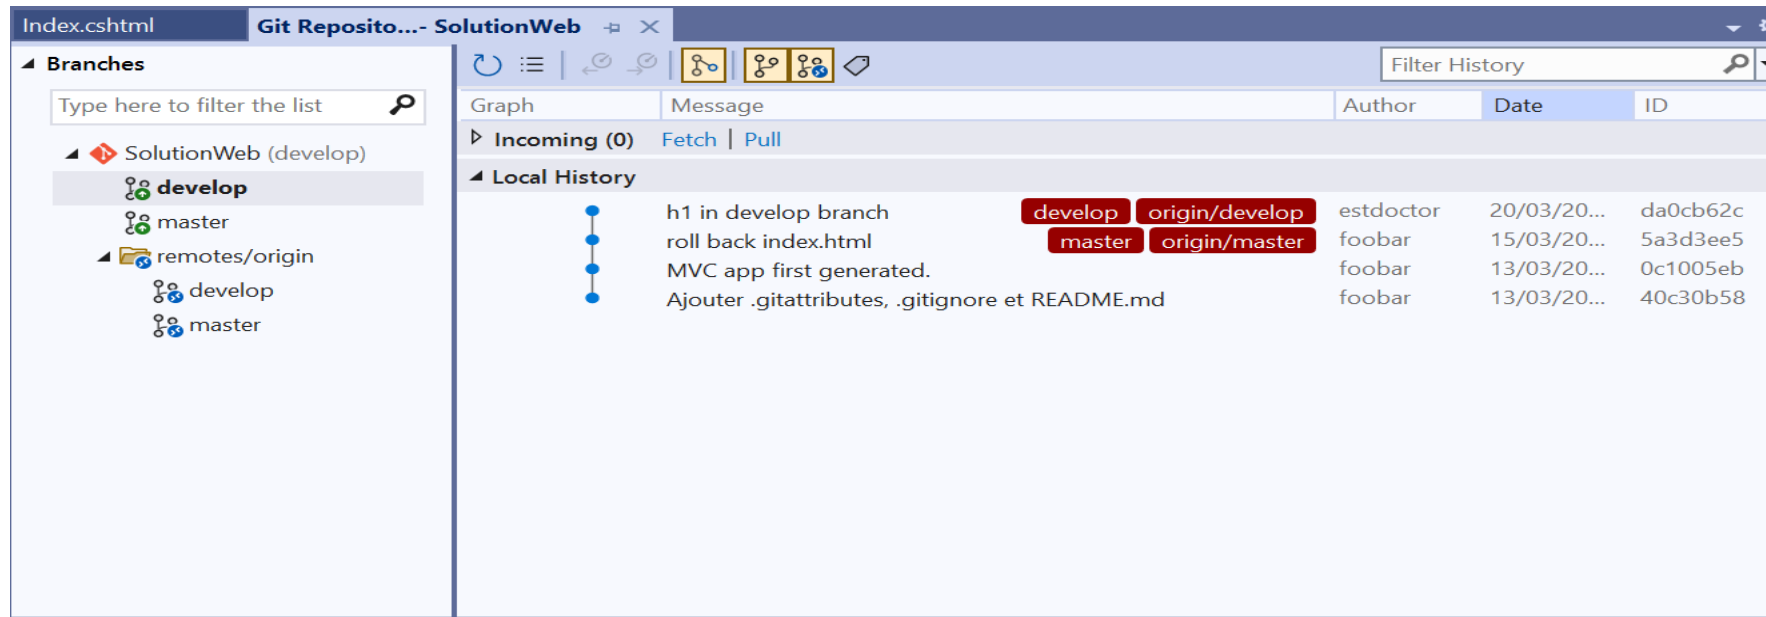 Index.cshtml
Git Reposito...- SolutionWeb
Branches
Type here to filter the list
SolutionWeb (develop)
develop
master
remotes/origin
develop
master
Filter History
Graph Message Author Date ID
Incoming (0) Fetch | Pull
Local History
h1 in develop branch develop origin/develop estdoctor 20/03/20... da0cb62c
roll back index.html master origin/master foobar 15/03/20... 5a3d3ee5
MVC app first generated. foobar 13/03/20... 0c1005eb
Ajouter .gitattributes, .gitignore et README.md foobar 13/03/20... 40c30b58